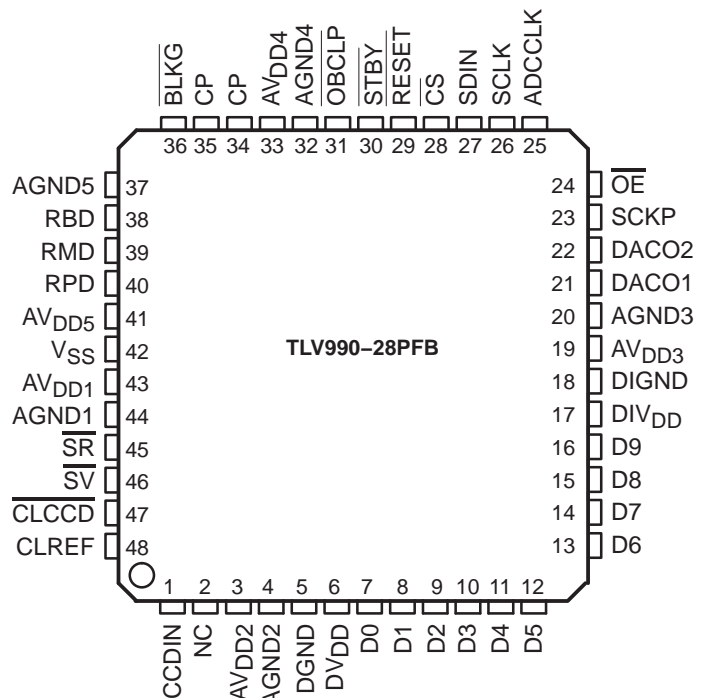 BLKG CP CP AVDD4 AGND4 OBCLP STBY RESET CS SDIN SCLK ADCCLK
36 35 34 33 32 31 30 29 28 27 26 25
AGND5 37
RBD 38
RMD 39
RPD 40
AVDD5 41
VSS 42
AVDD1 43
AGND1 44
SR 45
SV 46
CLCCD 47
CLREF 48
TLV990–28PFB
24 OE
23 SCKP
22 DACO2
21 DACO1
20 AGND3
19 AVDD3
18 DIGND
17 DIVDD
16 D9
15 D8
14 D7
13 D6
1 2 3 4 5 6 7 8 9 10 11 12
CCDIN NC AVDD2 AGND2 DGND DVDD D0 D1 D2 D3 D4 D5